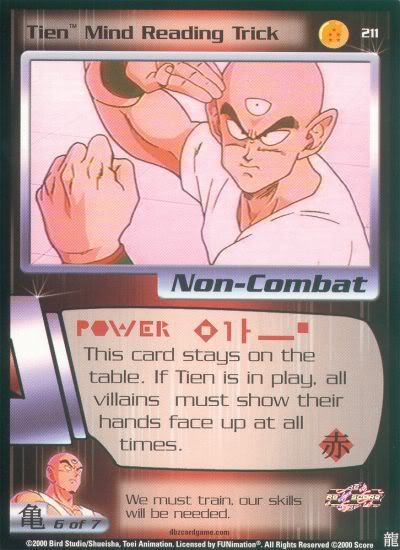 Tien™ Mind Reading Trick
211
Non-Combat
POWER
This card stays on the
table. If Tien is in play, all
villains must show their
hands face up at all
times.
赤
亀 6 of 7
We must train, our skills
will be needed.
SCORE
dbzcardgame.com
©2000 Bird Studio/Shueisha, Toei Animation. Licensed by FUNimation®. All Rights Reserved ©2000 Score
龍